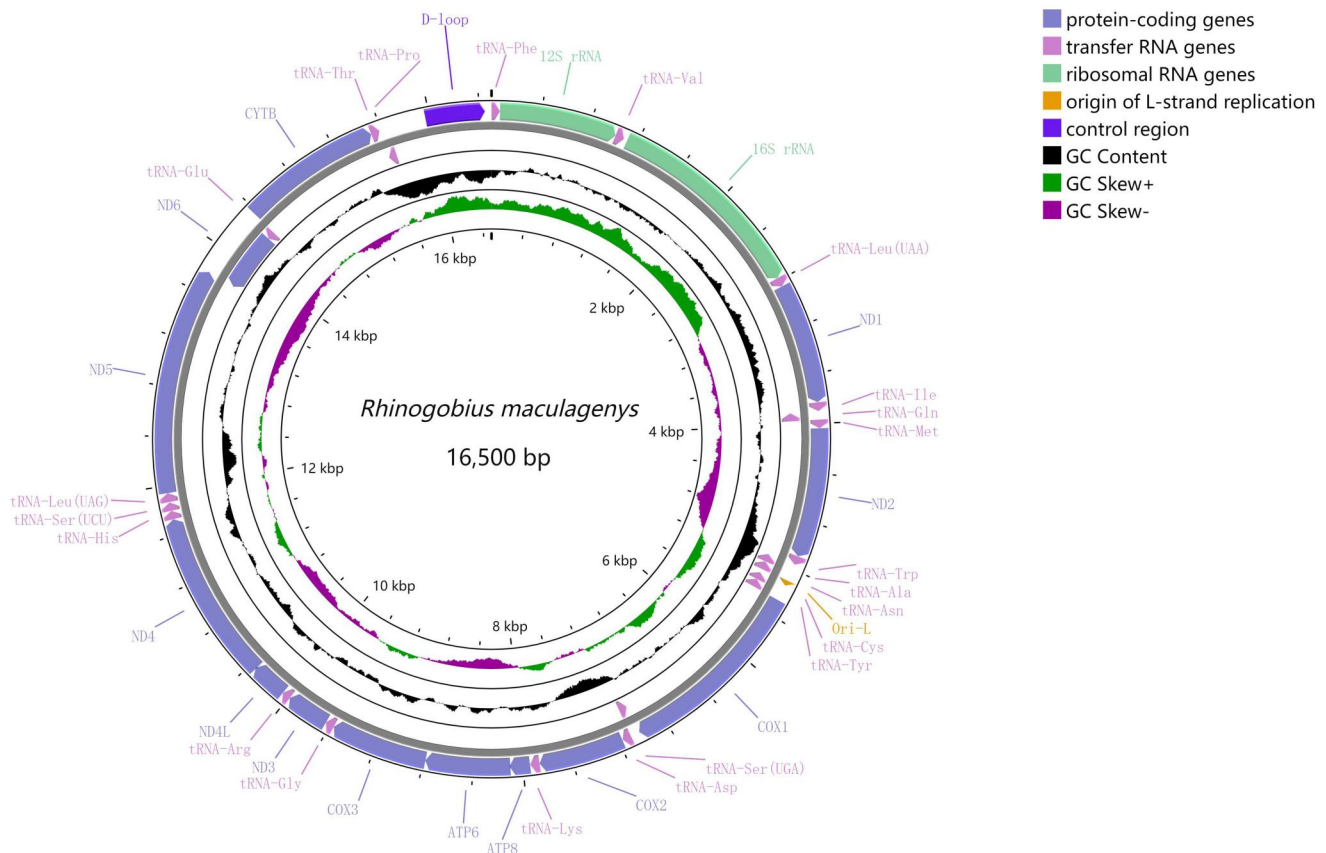 D-loop
tRNA-Phe
12S rRNA
tRNA-Val
16S rRNA
tRNA-Leu(UAA)
ND1
tRNA-Ile
tRNA-Gln
tRNA-Met
ND2
tRNA-Trp
tRNA-Ala
tRNA-Asn
Ori-L
tRNA-Cys
tRNA-Tyr
COX1
tRNA-Ser(UGA)
tRNA-Asp
COX2
tRNA-Lys
ATP8
ATP6
COX3
tRNA-Gly
ND3
tRNA-Arg
ND4L
ND4
tRNA-His
tRNA-Ser(UCU)
tRNA-Leu(UAG)
ND5
ND6
tRNA-Glu
CYTB
tRNA-Thr
tRNA-Pro
2 kbp
4 kbp
6 kbp
8 kbp
10 kbp
12 kbp
14 kbp
16 kbp
Rhinogobius maculagenys
16,500 bp
protein-coding genes
transfer RNA genes
ribosomal RNA genes
origin of L-strand replication
control region
GC Content
GC Skew+
GC Skew-